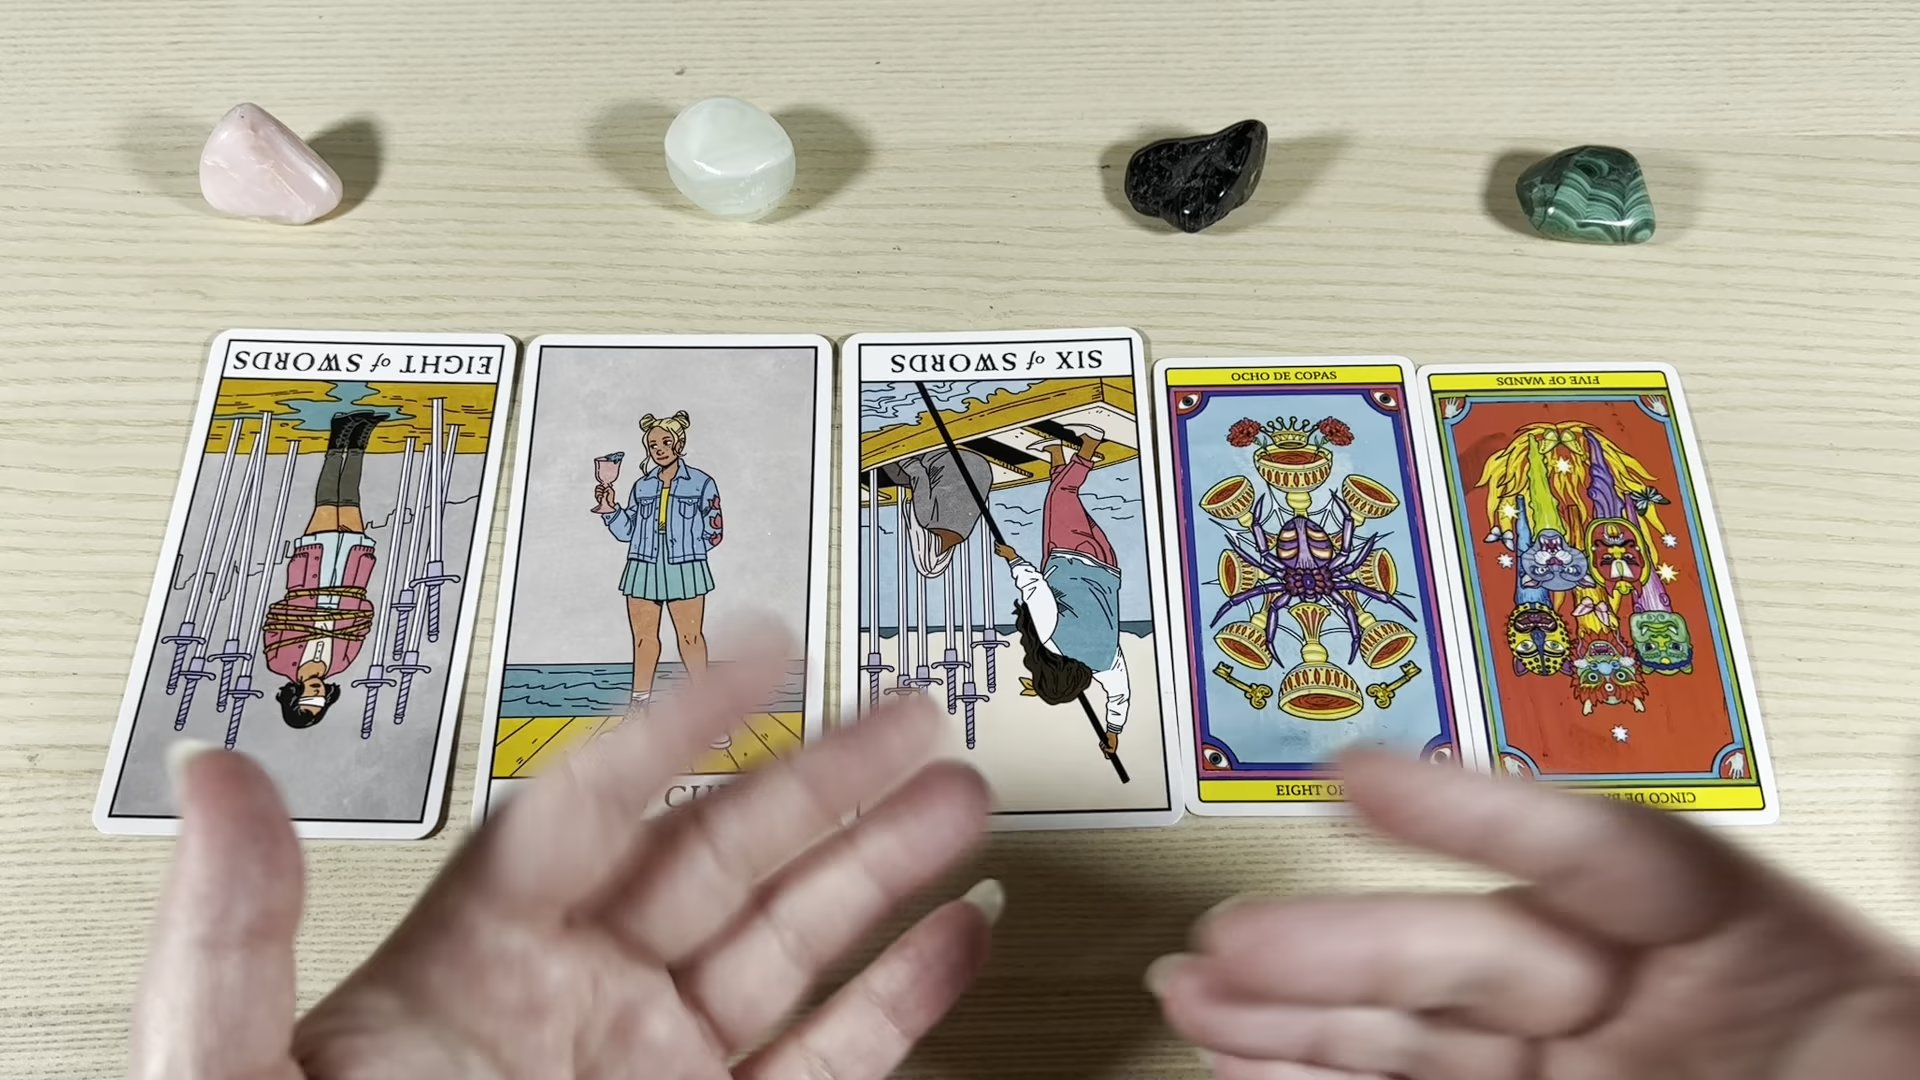 EIGHT of SWORDS
SIX of SWORDS
OCHO DE COPAS
EIGHT OF
FIVE OF WANDS
CINCO DE